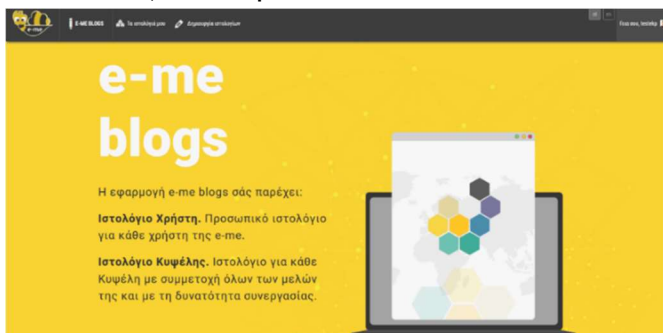 e-me
E-ME BLOGS
Τα ιστολόγιά μου
Δημιουργία ιστολογίων
Γεια σου,
e-me
blogs
Η εφαρμογή e-me blogs σάς παρέχει:
Ιστολόγιο Χρήστη. Προσωπικό ιστολόγιο
για κάθε χρήστη της e-me.
Ιστολόγιο Κυψέλης. Ιστολόγιο για κάθε
Κυψέλη με συμμετοχή όλων των μελών
της και με τη δυνατότητα συνεργασίας.